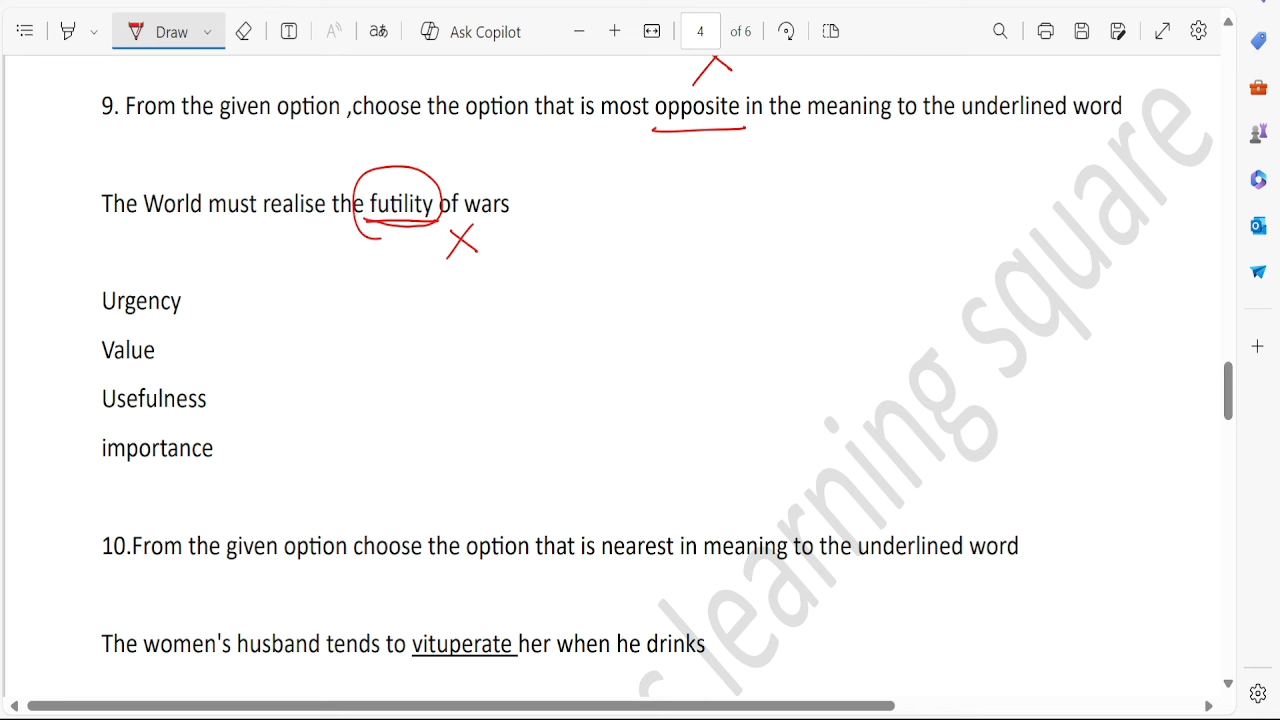 Draw
Ask Copilot
4 of 6
9. From the given option ,choose the option that is most opposite in the meaning to the underlined word
The World must realise the futility of wars
Urgency
Value
Usefulness
importance
10.From the given option choose the option that is nearest in meaning to the underlined word
The women's husband tends to vituperate her when he drinks
s learning square